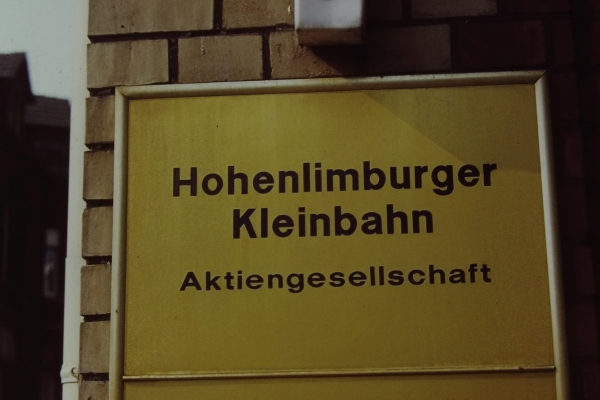 Hohenlimburger
Kleinbahn
Aktiengesellschaft